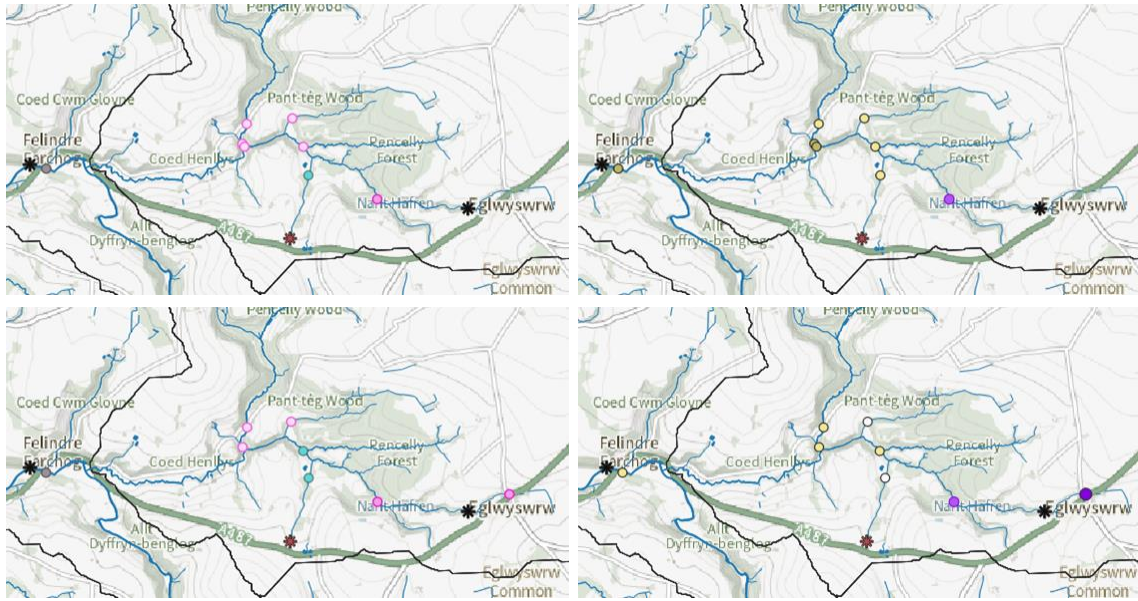 Pencelly Wood
Coed Cwm Gloyne
Pant-têg Wood
Felindre
Farchog
Coed Henllys
Pencelly
Forest
Nant Hafren
Eglwyswrw
Allt
Dyffryn-benglog
A487
Eglwyswrw
Common
Pencelly Wood
Coed Cwm Gloyne
Pant-têg Wood
Felindre
Farchog
Coed Henllys
Pencelly
Forest
Nant Hafren
Eglwyswrw
Allt
Dyffryn-benglog
A487
Eglwyswrw
Common
Pencelly Wood
Coed Cwm Gloyne
Pant-têg Wood
Felindre
Farchog
Coed Henllys
Pencelly
Forest
Nant Hafren
Eglwyswrw
Allt
Dyffryn-benglog
A487
Eglwyswrw
Common
Pencelly Wood
Coed Cwm Gloyne
Pant-têg Wood
Felindre
Farchog
Coed Henllys
Pencelly
Forest
Nant Hafren
Eglwyswrw
Allt
Dyffryn-benglog
A487
Eglwyswrw
Common